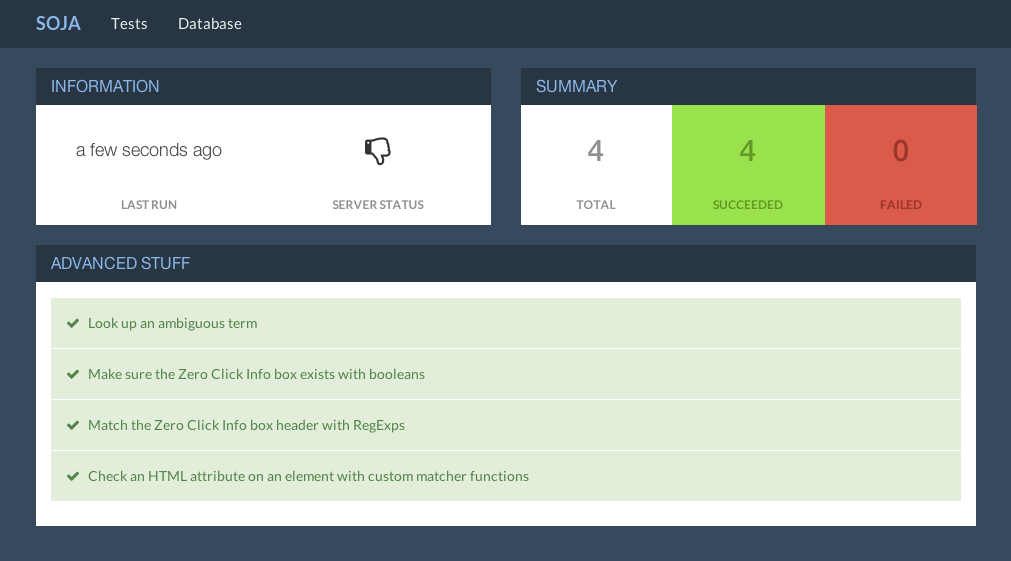 SOJA Tests Database
INFORMATION
a few seconds ago
LAST RUN
SERVER STATUS
SUMMARY
4
TOTAL
4
SUCCEEDED
0
FAILED
ADVANCED STUFF
Look up an ambiguous term
Make sure the Zero Click Info box exists with booleans
Match the Zero Click Info box header with RegExps
Check an HTML attribute on an element with custom matcher functions